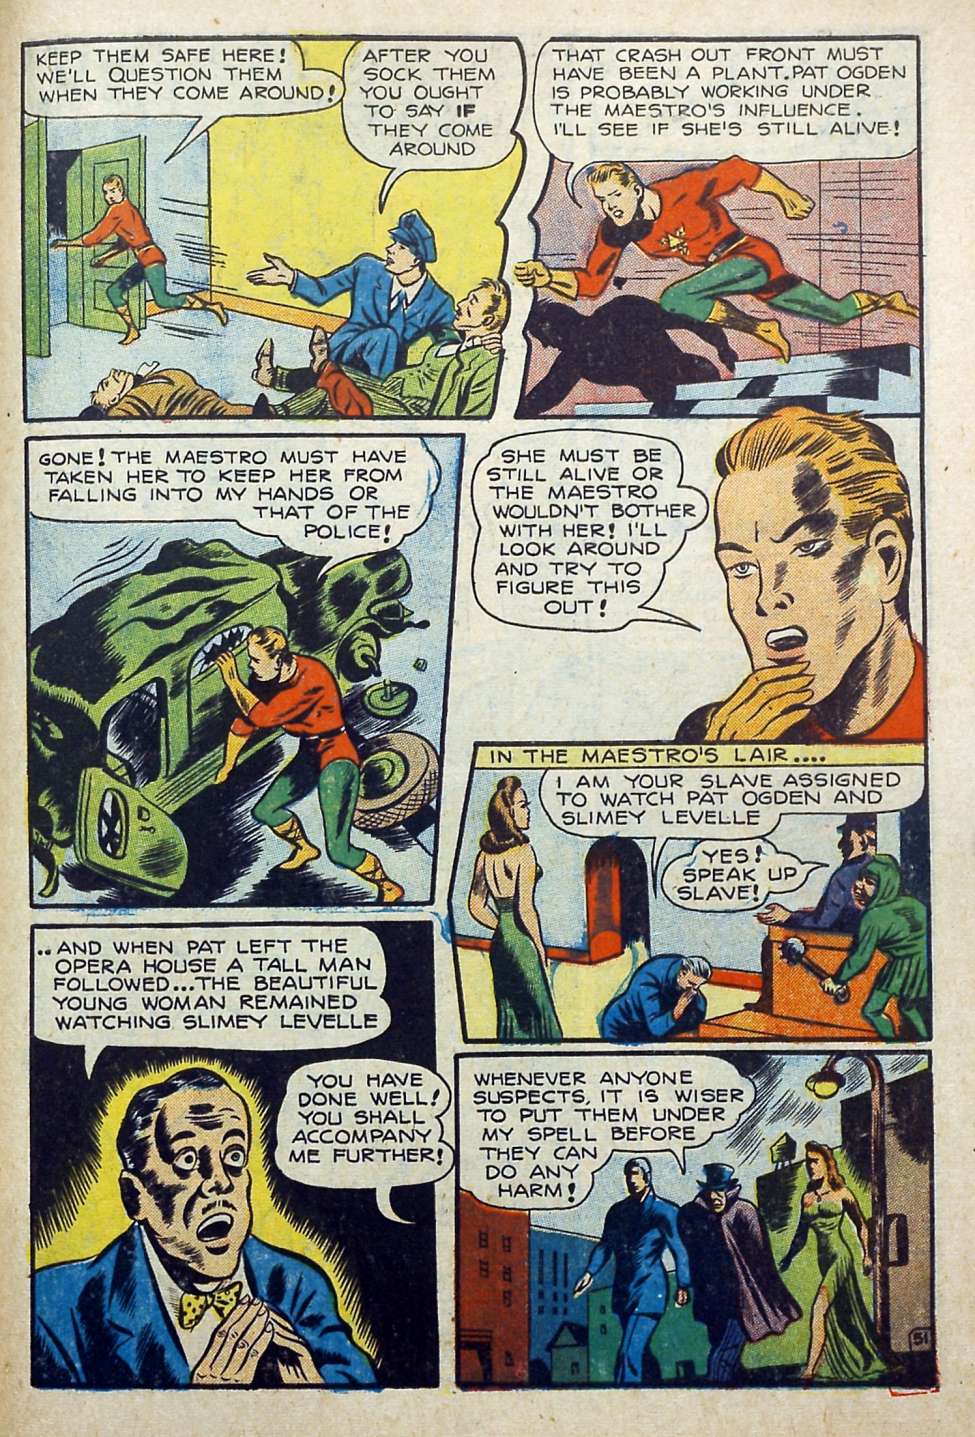 KEEP THEM SAFE HERE!
WE'LL QUESTION THEM
WHEN THEY COME AROUND!
AFTER YOU
SOCK THEM
YOU OUGHT
TO SAY IF
THEY COME
AROUND
THAT CRASH OUT FRONT MUST
HAVE BEEN A PLANT. PAT OGDEN
IS PROBABLY WORKING UNDER
THE MAESTRO'S INFLUENCE.
I'LL SEE IF SHE'S STILL ALIVE!
GONE! THE MAESTRO MUST HAVE
TAKEN HER TO KEEP HER FROM
FALLING INTO MY HANDS OR
THAT OF THE
POLICE!
SHE MUST BE
STILL ALIVE OR
THE MAESTRO
WOULDN'T BOTHER
WITH HER! I'LL
LOOK AROUND
AND TRY TO
FIGURE THIS
OUT!
IN THE MAESTRO'S LAIR....
I AM YOUR SLAVE ASSIGNED
TO WATCH PAT OGDEN AND
SLIMEY LEVELLE
YES!
SPEAK UP
SLAVE!
..AND WHEN PAT LEFT THE
OPERA HOUSE A TALL MAN
FOLLOWED...THE BEAUTIFUL
YOUNG WOMAN REMAINED
WATCHING SLIMEY LEVELLE
YOU HAVE
DONE WELL!
YOU SHALL
ACCOMPANY
ME FURTHER!
WHENEVER ANYONE
SUSPECTS, IT IS WISER
TO PUT THEM UNDER
MY SPELL BEFORE
THEY CAN
DO ANY
HARM!
51